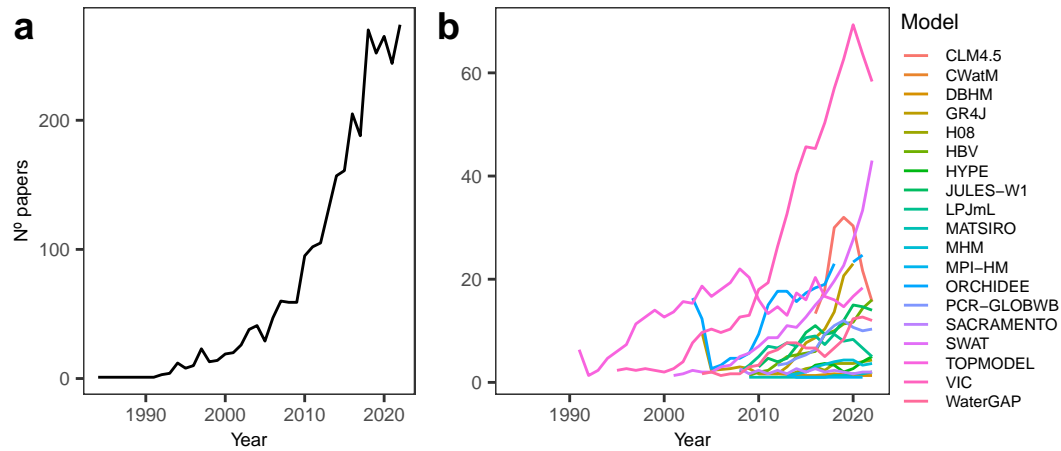 a
Nº papers
200
100
0
1990
2000
2010
2020
Year
b
60
40
20
0
1990
2000
2010
2020
Year
Model
CLM4.5
CWatM
DBHM
GR4J
H08
HBV
HYPE
JULES−W1
LPJmL
MATSIRO
MHM
MPI−HM
ORCHIDEE
PCR−GLOBWB
SACRAMENTO
SWAT
TOPMODEL
VIC
WaterGAP